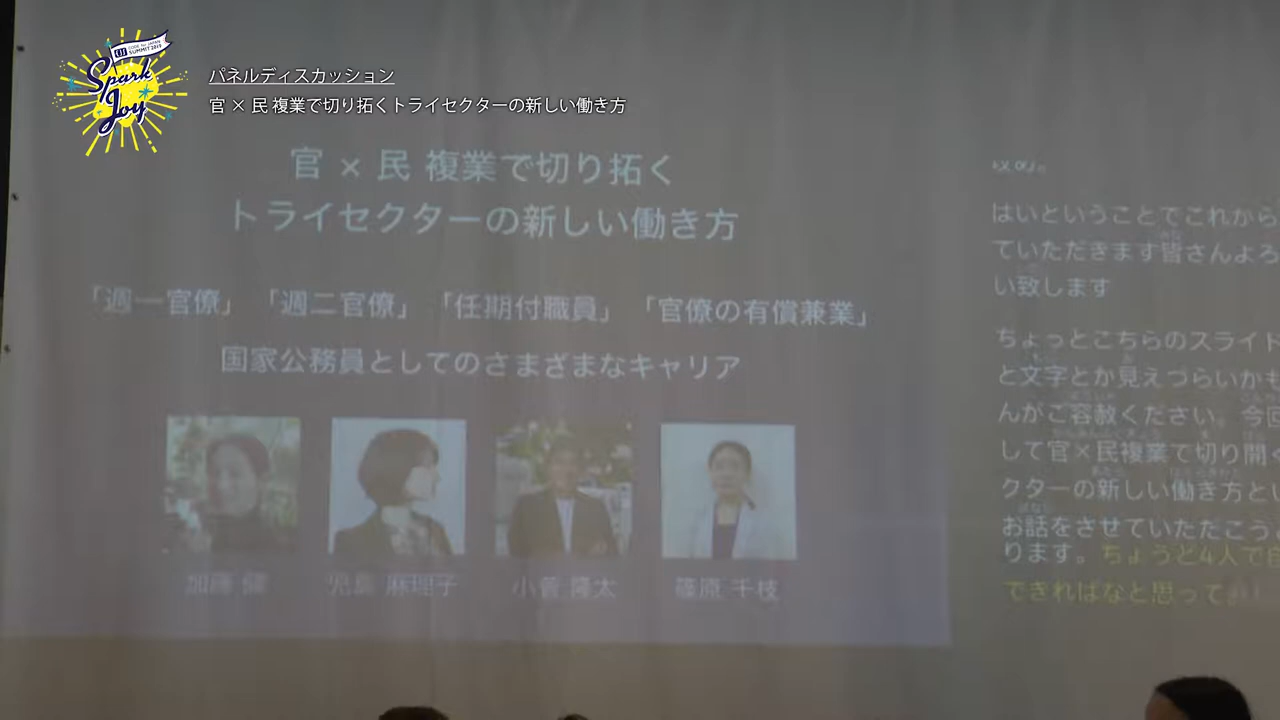 CODE for JAPAN
SUMMIT 2019
Spark
Joy
パネルディスカッション
官 × 民 複業で切り拓くトライセクターの新しい働き方
官 × 民 複業で切り拓く
トライセクターの新しい働き方
「週一官僚」 「週二官僚」 「任期付職員」 「官僚の有償兼業」
国家公務員としてのさまざまなキャリア
加藤 健
児島 麻理子
小菅 隆太
篠原 千枝
はいということでこれから
ていただきます皆さんよろ
い致します
ちょっとこちらのスライド
と文字とか見えづらいかも
んがご容赦ください。今回
して官×民複業で切り開く
クターの新しい働き方とい
お話をさせていただこうと
ります。ちょうど4人で自
できればなと思って